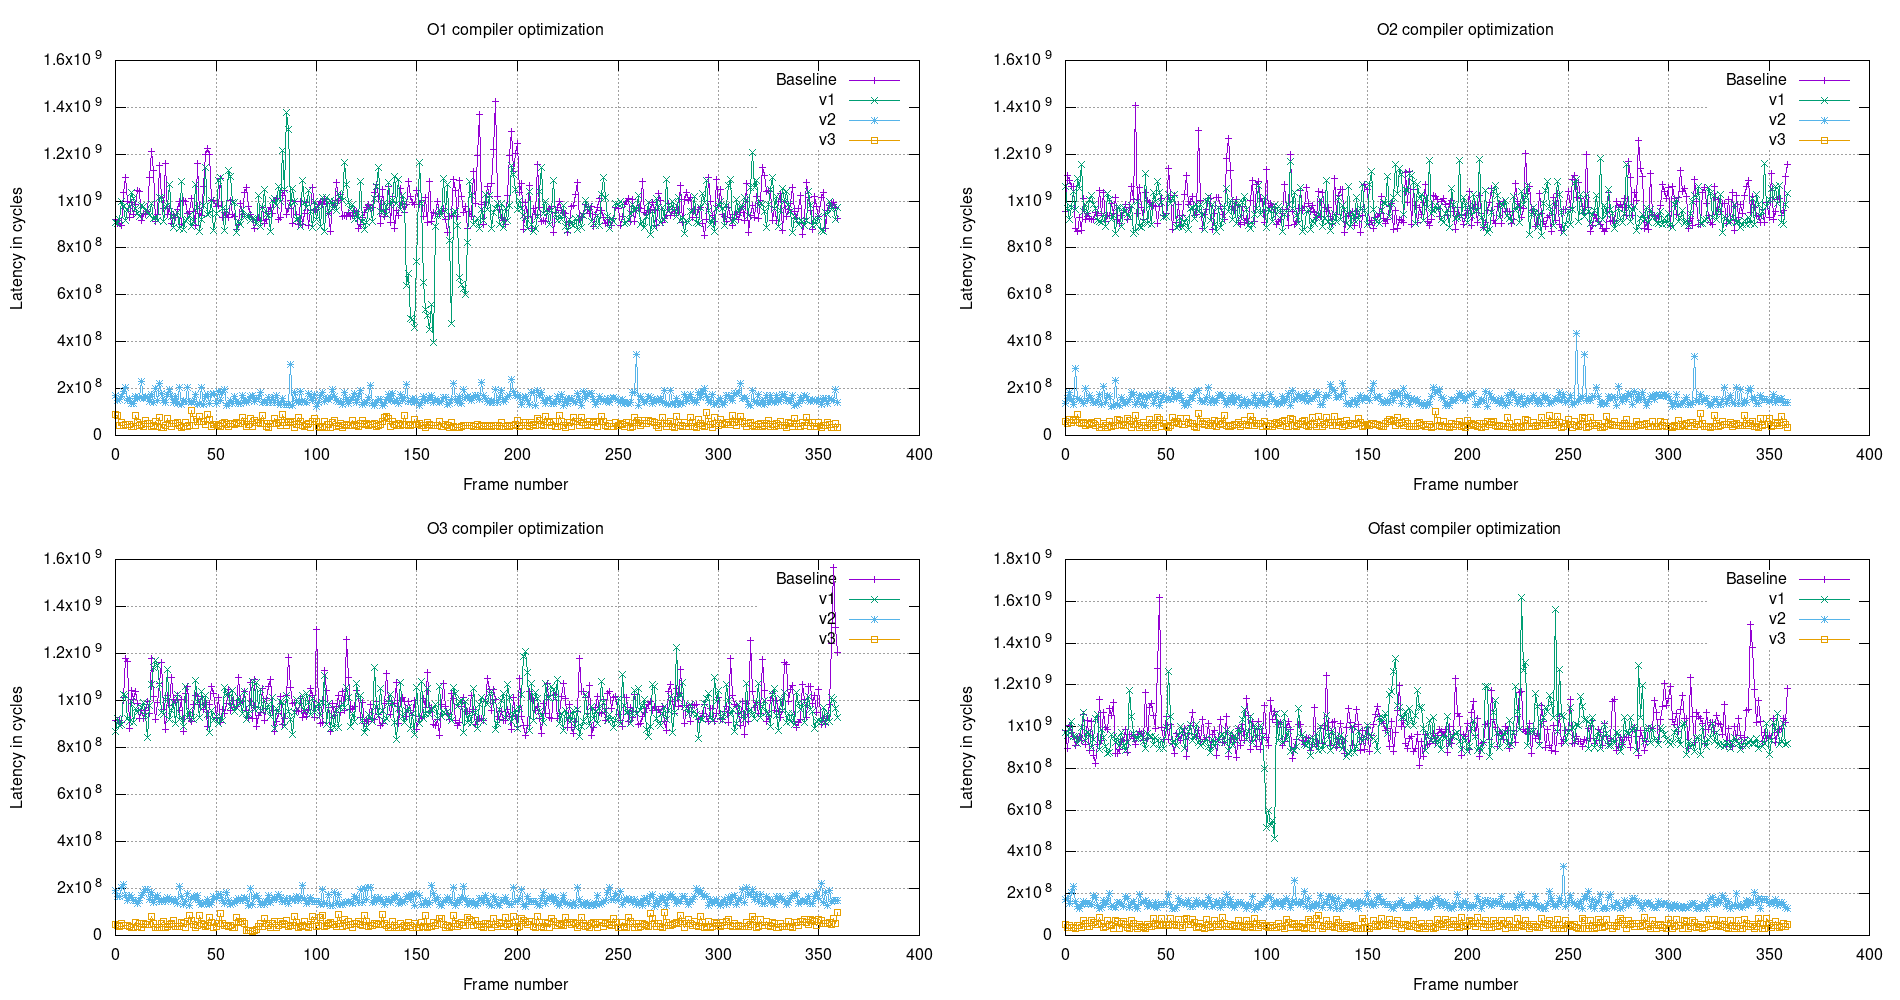 O1 compiler optimization
1.6x10^9
1.4x10^9
1.2x10^9
1x10^9
8x10^8
6x10^8
4x10^8
2x10^8
0
Latency in cycles
0 50 100 150 200 250 300 350 400
Frame number
Baseline
v1
v2
v3
O2 compiler optimization
1.6x10^9
1.4x10^9
1.2x10^9
1x10^9
8x10^8
6x10^8
4x10^8
2x10^8
0
Latency in cycles
0 50 100 150 200 250 300 350 400
Frame number
Baseline
v1
v2
v3
O3 compiler optimization
1.6x10^9
1.4x10^9
1.2x10^9
1x10^9
8x10^8
6x10^8
4x10^8
2x10^8
0
Latency in cycles
0 50 100 150 200 250 300 350 400
Frame number
Baseline
v1
v2
v3
Ofast compiler optimization
1.8x10^9
1.6x10^9
1.4x10^9
1.2x10^9
1x10^9
8x10^8
6x10^8
4x10^8
2x10^8
0
Latency in cycles
0 50 100 150 200 250 300 350 400
Frame number
Baseline
v1
v2
v3